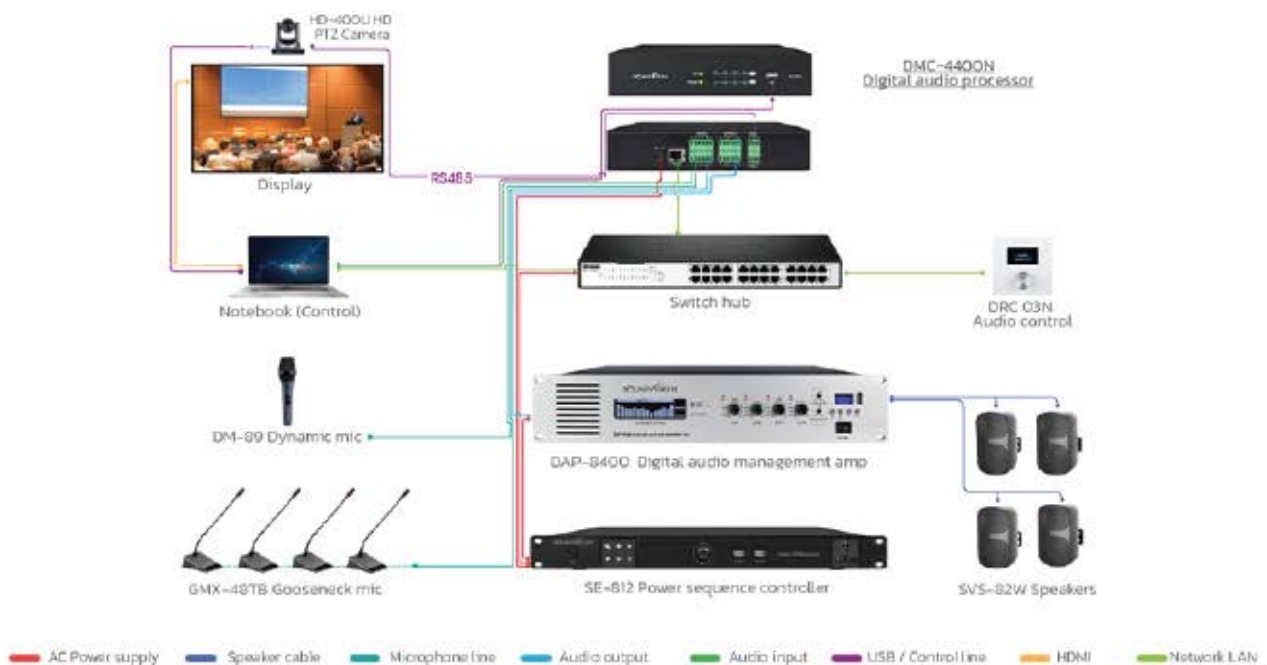 HD-400U HD
PTZ Camera
DMC-4400N
Digital audio processor
Display
RS485
Notebook (Control)
Switch hub
DRC 03N
Audio control
DM-89 Dynamic mic
DAP-8400 Digital audio management amp
GMX-4STB Gooseneck mic
SE-812 Power sequence controller
SVS-82W Speakers
AC Power supply
Speaker cable
Microphone line
Audio output
Audio input
USB / Control line
HDMI
Network LAN